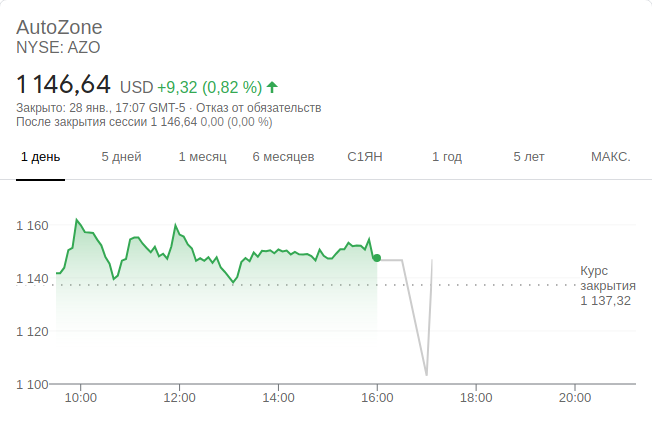 AutoZone
NYSE: AZO
1 146,64 USD +9,32 (0,82 %)
Закрыто: 28 янв., 17:07 GMT-5 · Отказ от обязательств
После закрытия сессии 1 146,64 0,00 (0,00 %)
1 день 5 дней 1 месяц 6 месяцев С1ЯН 1 год 5 лет МАКС.
1 160
1 140
1 120
1 100
Курс
закрытия
1 137,32
10:00 12:00 14:00 16:00 18:00 20:00